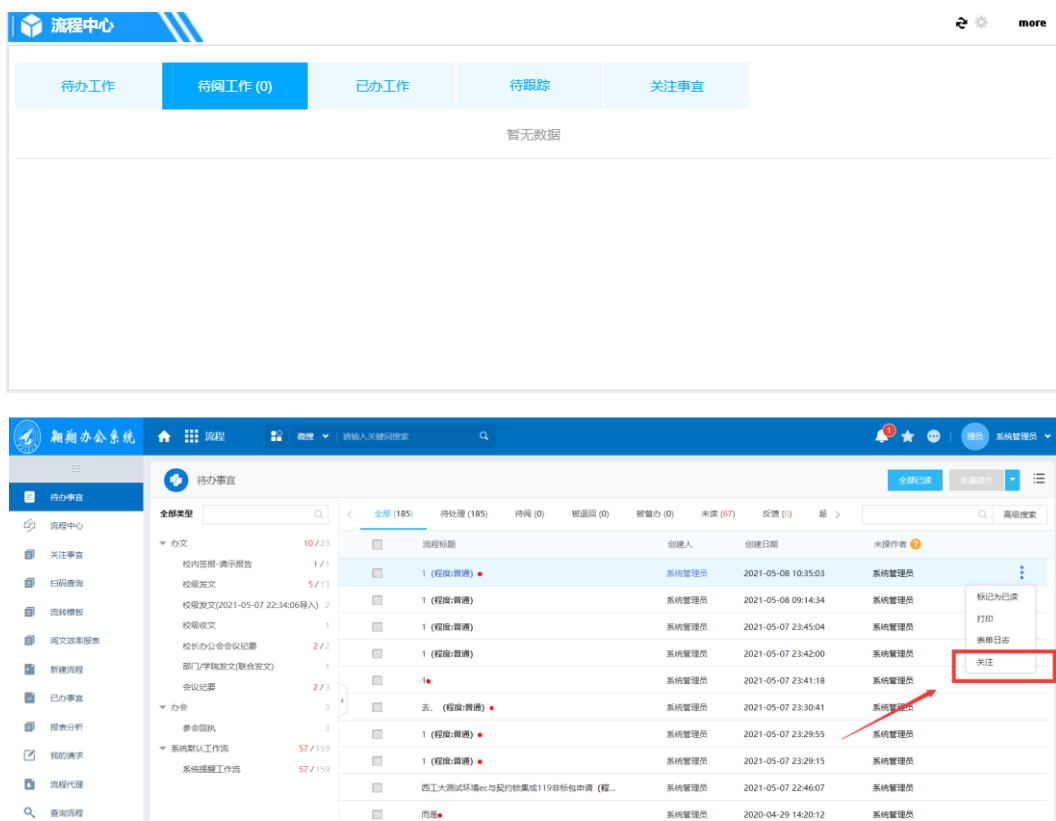 流程中心 more
待办工作 待阅工作 (0) 已办工作 待跟踪 关注事宜
暂无数据
翱翔办公系统 流程 微搜 请输入关键词搜索 1 理员 系统管理员
待办事宜 全部已读 批量提交
待办事宜
流程中心
关注事宜
扫码查询
流转模板
阅文效率报表
新建流程
已办事宜
报表分析
我的请求
流程代理
查询流程
全部类型
办文 10 / 23
校内签报-请示报告 1 / 1
校级发文 5 / 13
校级发文(2021-05-07 22:34:06导入) 2
校级收文 1
校长办公会会议纪要 2 / 2
部门/学院发文(联合发文) 1
会议纪要 2 / 3
办会 3
参会回执 3
系统默认工作流 57 / 159
系统提醒工作流 57 / 159
全部 (185) 待处理 (185) 待阅 (0) 被退回 (0) 被督办 (0) 未读 (67) 反馈 (0) 超 高级搜索
流程标题 创建人 创建日期 未操作者 ?
1 (程度:普通) 系统管理员 2021-05-08 10:35:03 系统管理员
1 (程度:普通) 系统管理员 2021-05-08 09:14:34 系统管理员
1 (程度:普通) 系统管理员 2021-05-07 23:45:04 系统管理员
1 (程度:普通) 系统管理员 2021-05-07 23:42:00 系统管理员
1 系统管理员 2021-05-07 23:41:18 系统管理员
去、 (程度:普通) 系统管理员 2021-05-07 23:30:41 系统管理员
1 (程度:普通) 系统管理员 2021-05-07 23:29:55 系统管理员
1 (程度:普通) 系统管理员 2021-05-07 23:29:15 系统管理员
西工大测试环境ec与契约锁集成119非标包申请 (程... 系统管理员 2021-05-07 22:46:07 系统管理员
而是 系统管理员 2020-04-29 14:20:12 系统管理员
标记为已读
打印
表单日志
关注